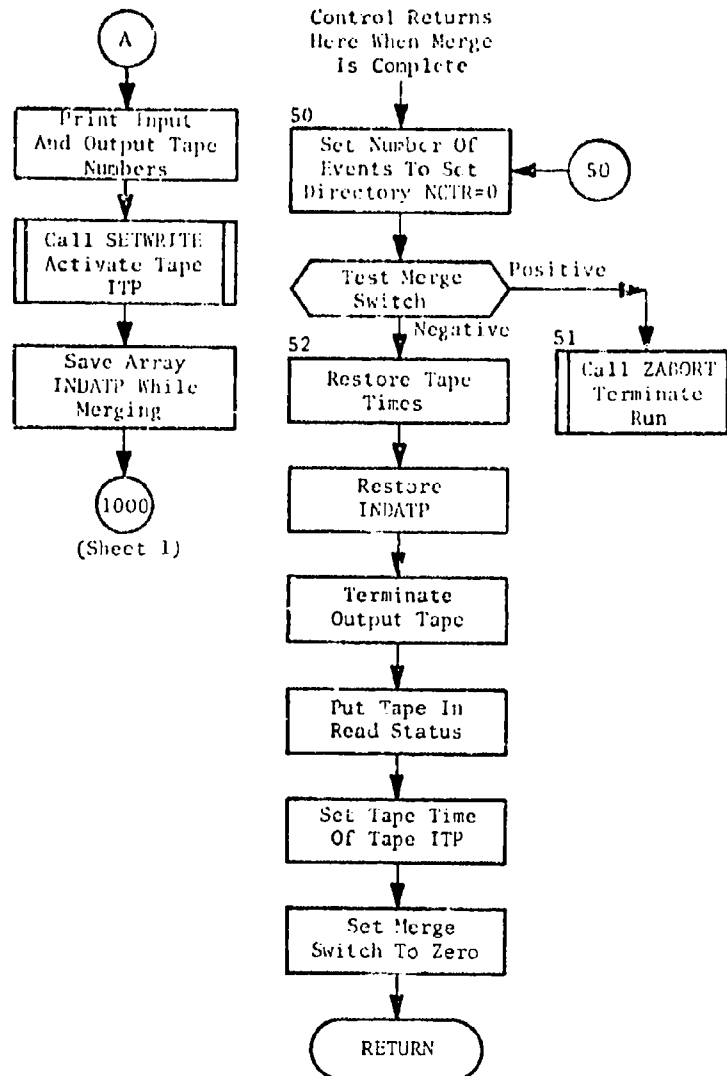 A
Print Input
And Output Tape
Numbers
Call SETWRITE
Activate Tape
ITP
Save Array
INDATP While
Merging
1000
(Sheet 1)
Control Returns
Here When Merge
Is Complete
50
Set Number Of
Events To Set
Directory NCTR=0
50
Test Merge
Switch
Positive
Negative
51
Call ZABORT
Terminate
Run
52
Restore Tape
Times
Restore
INDATP
Terminate
Output Tape
Put Tape In
Read Status
Set Tape Time
Of Tape ITP
Set Merge
Switch To Zero
RETURN